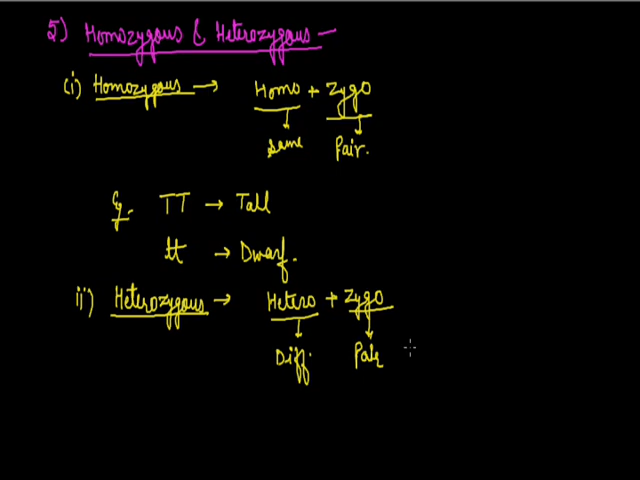 5) Homozygous & Heterozygous –
(i) Homozygous → Homo + Zygo
↓ ↓
Same Pair.
Eg. TT → Tall
tt → Dwarf.
ii) Heterozygous → Hetero + Zygo
↓ ↓
Diff. Pair